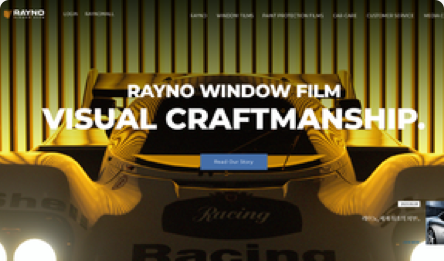 RAYNO
LOGIN RAYNOMALL
RAYNO WINDOW FILMS PAINT PROTECTION FILMS CAR CARE CUSTOMER SERVICE MEDIA
RAYNO WINDOW FILM
VISUAL CRAFTMANSHIP.
Read Our Story
Shell
Racing
Racing